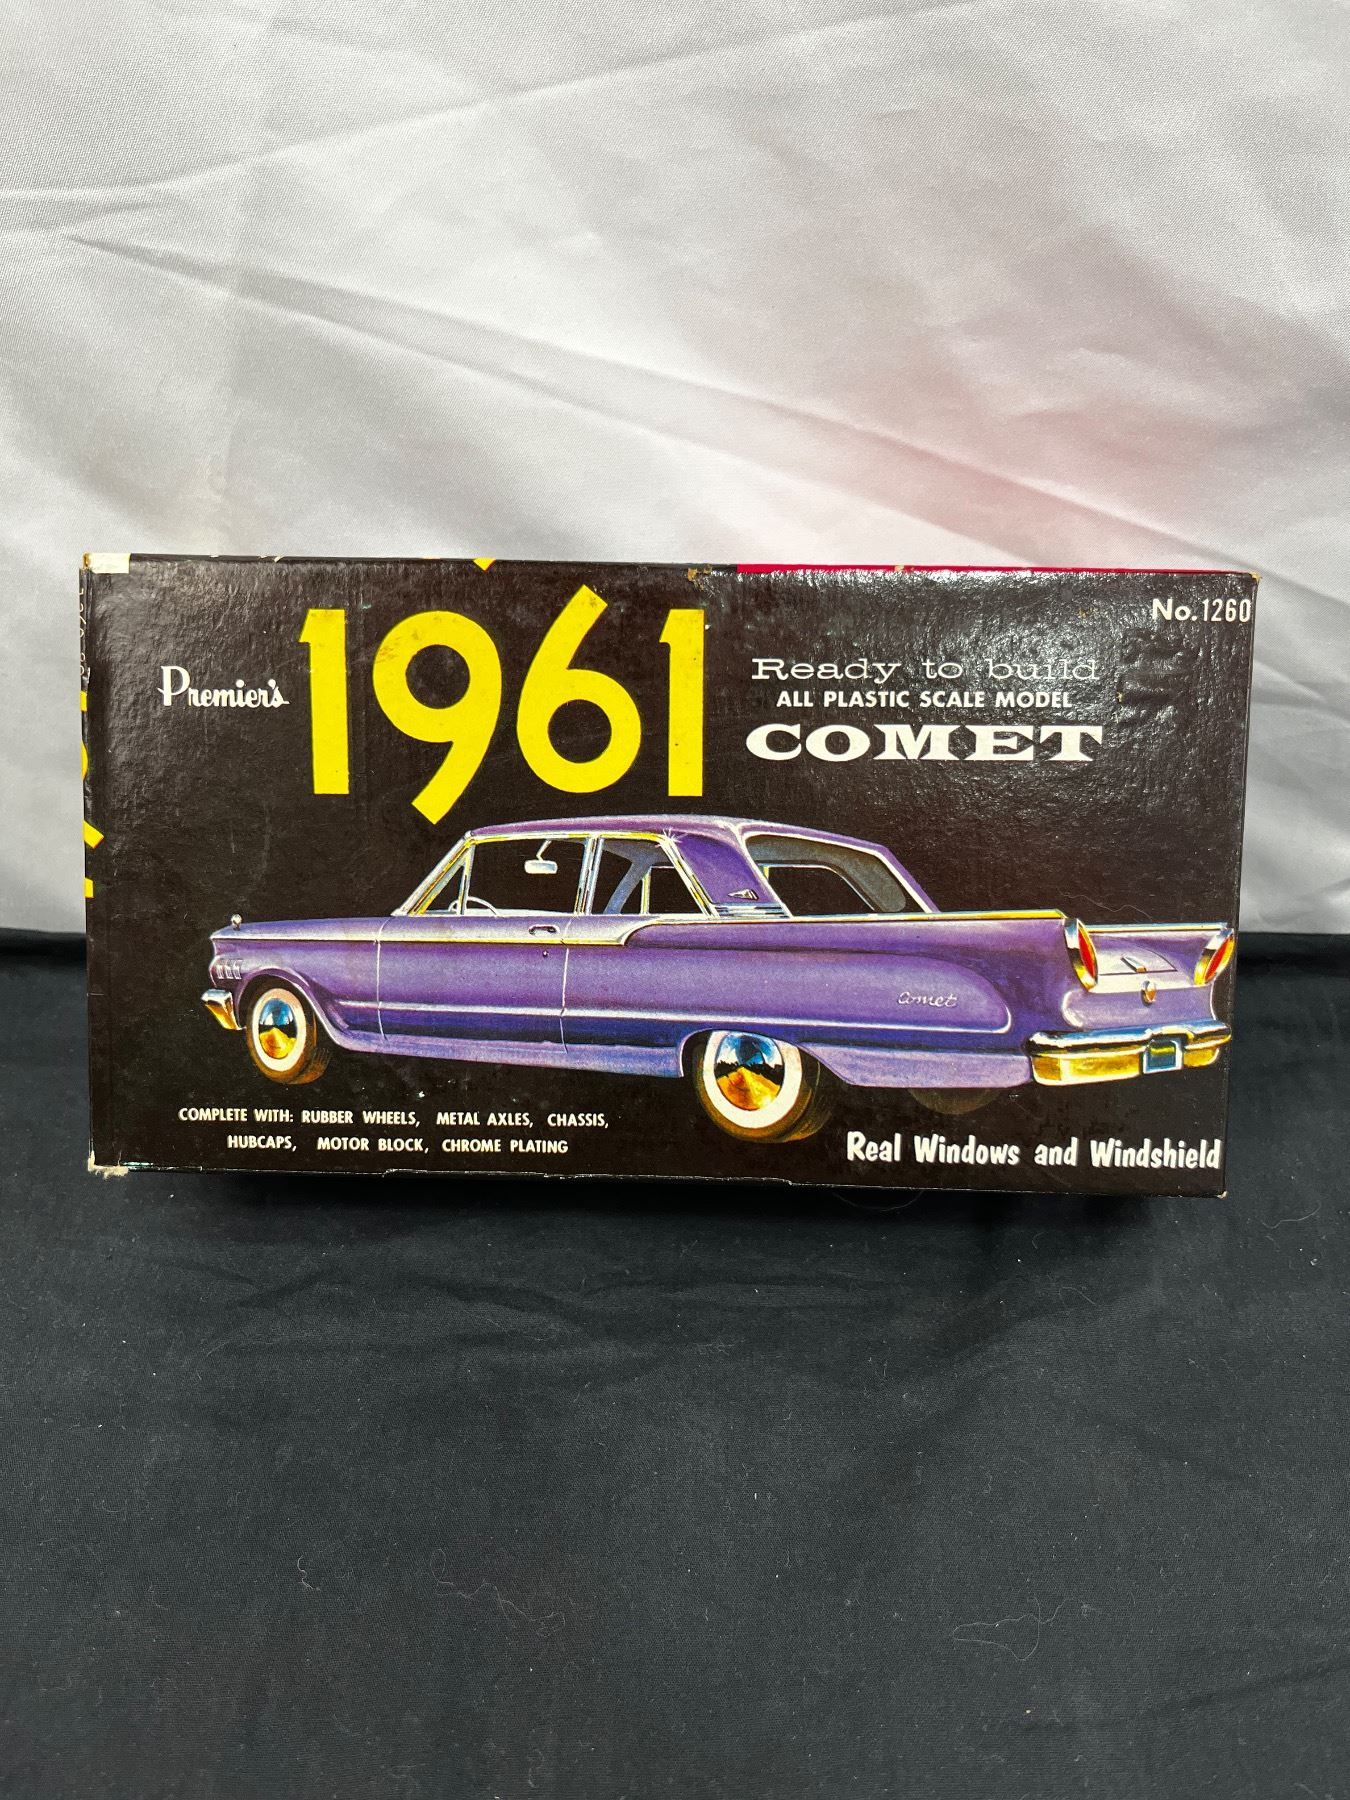 No. 1260
Premier's
1961
Ready to build
ALL PLASTIC SCALE MODEL
COMET
Comet
COMPLETE WITH: RUBBER WHEELS, METAL AXLES, CHASSIS,
HUBCAPS, MOTOR BLOCK, CHROME PLATING
Real Windows and Windshield